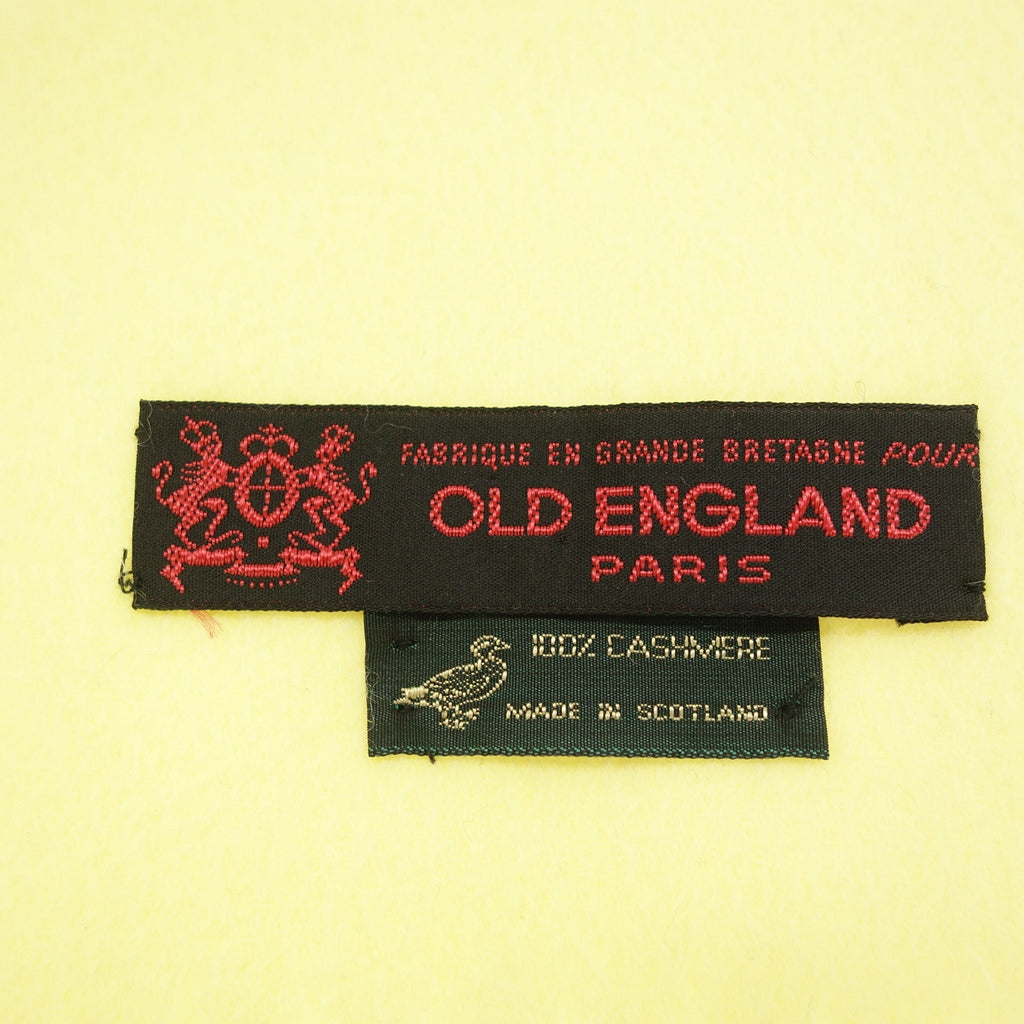 FABRIQUE EN GRANDE BRETAGNE POUR
OLD ENGLAND
PARIS
100% CASHMERE
MADE IN SCOTLAND